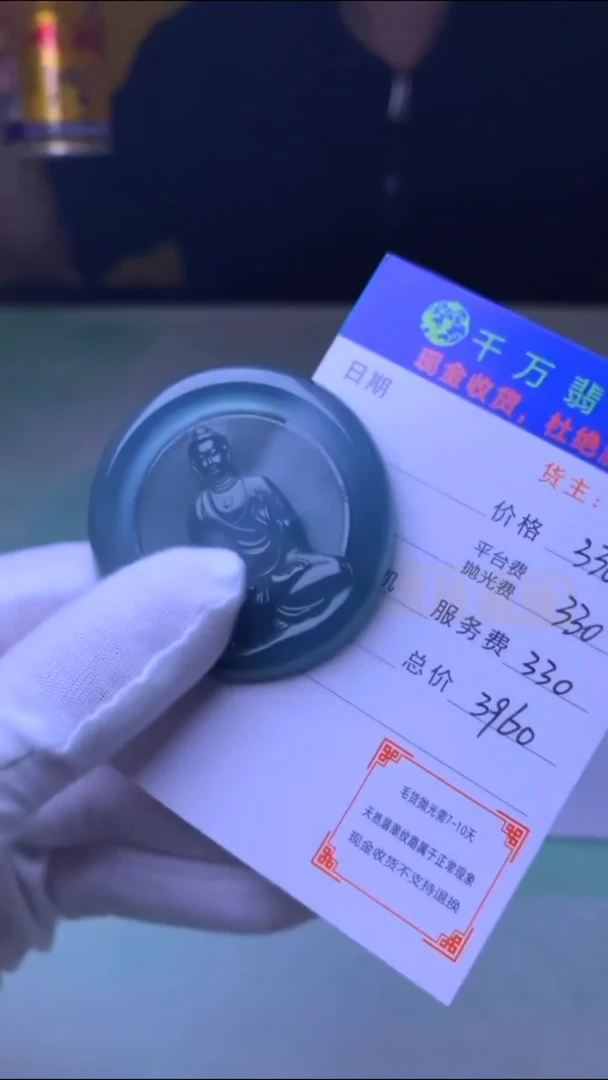 千万翡
现金收货，杜绝
日期
货主：
价格
平台费
抛光费 330
服务费 330
总价 3960
毛货抛光需7-10天
天然翡翠纹路属于正常现象
现金收货不支持退换